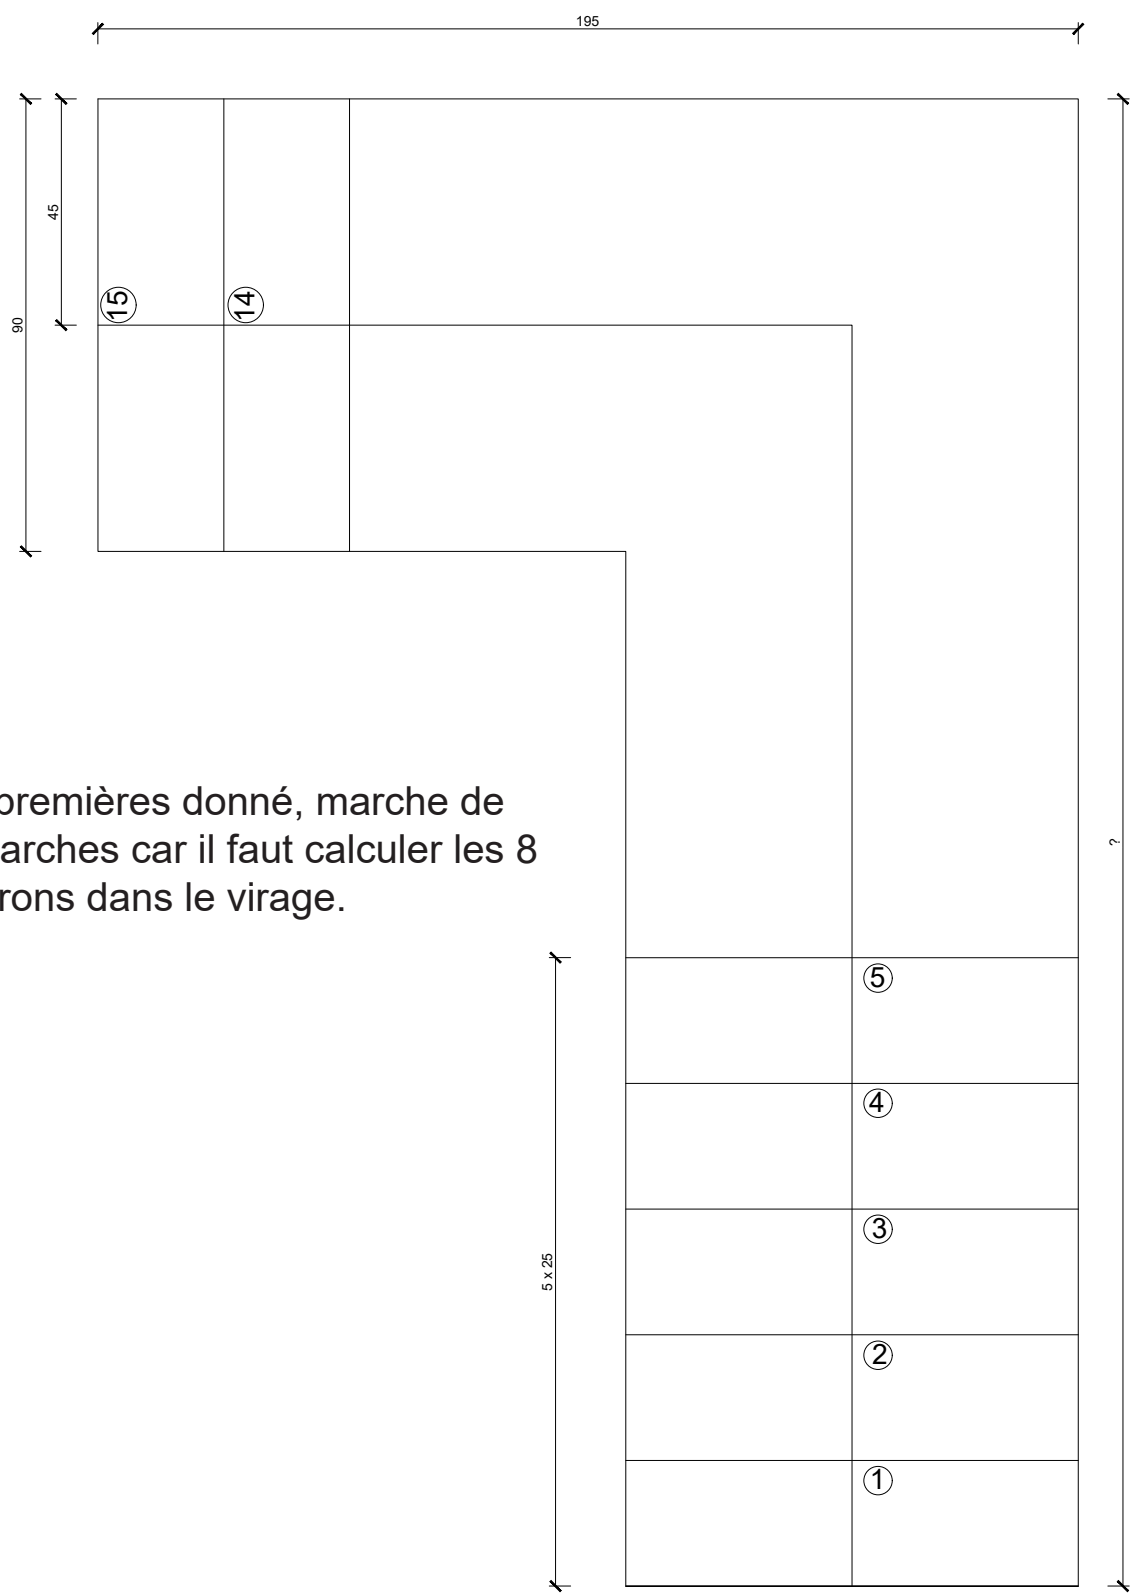 195
45
90
15
14
premières donné, marche de
arches car il faut calculer les 8
rons dans le virage.
?
5
4
5 x 25
3
2
1